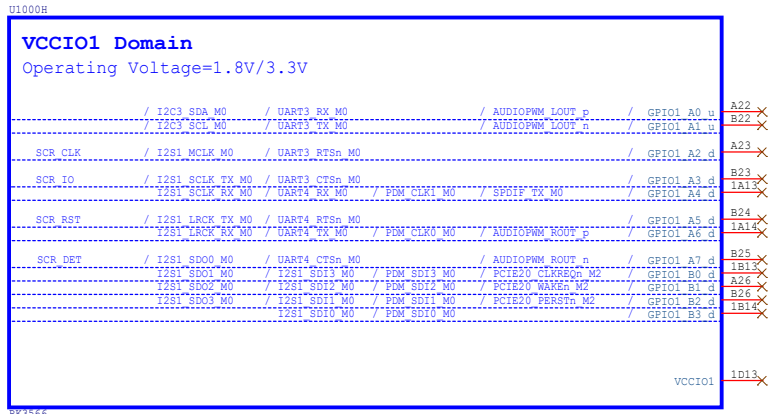 U1000H
VCCIO1 Domain
Operating Voltage=1.8V/3.3V
/ I2C3_SDA_M0 / UART3_RX_M0 / AUDIOPWM_LOUT_p / GPIO1_A0_u A22
/ I2C3_SCL_M0 / UART3_TX_M0 / AUDIOPWM_LOUT_n / GPIO1_A1_u B22
SCR_CLK / I2S1_MCLK_M0 / UART3_RTSn_M0 / GPIO1_A2_d A23
SCR_IO / I2S1_SCLK_TX_M0 / UART3_CTSn_M0 / GPIO1_A3_d B23
I2S1_SCLK_RX_M0 / UART4_RX_M0 / PDM_CLK1_M0 / SPDIF_TX_M0 / GPIO1_A4_d 1A13
SCR_RST / I2S1_LRCK_TX_M0 / UART4_RTSn_M0 / GPIO1_A5_d B24
I2S1_LRCK_RX_M0 / UART4_TX_M0 / PDM_CLK0_M0 / AUDIOPWM_ROUT_p / GPIO1_A6_d 1A14
SCR_DET / I2S1_SDO0_M0 / UART4_CTSn_M0 / AUDIOPWM_ROUT_n / GPIO1_A7_d B25
I2S1_SDO1_M0 / I2S1_SDI3_M0 / PDM_SDI3_M0 / PCIE20_CLKREQn_M2 / GPIO1_B0_d 1B13
I2S1_SDO2_M0 / I2S1_SDI2_M0 / PDM_SDI2_M0 / PCIE20_WAKEn_M2 / GPIO1_B1_d A26
I2S1_SDO3_M0 / I2S1_SDI1_M0 / PDM_SDI1_M0 / PCIE20_PERSTn_M2 / GPIO1_B2_d B26
I2S1_SDI0_M0 / PDM_SDI0_M0 / GPIO1_B3_d 1B14
VCCIO1 1D13
RK3566